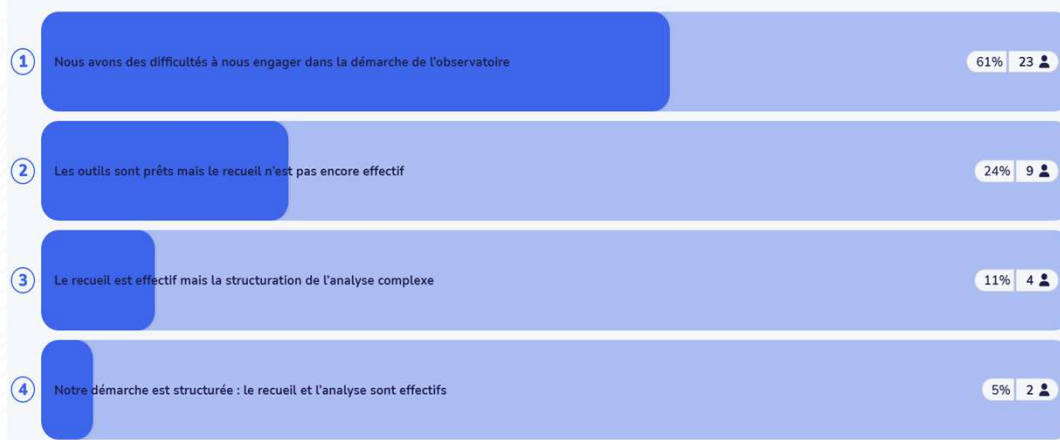 1 Nous avons des difficultés à nous engager dans la démarche de l'observatoire 61% 23
2 Les outils sont prêts mais le recueil n'est pas encore effectif 24% 9
3 Le recueil est effectif mais la structuration de l'analyse complexe 11% 4
4 Notre démarche est structurée : le recueil et l'analyse sont effectifs 5% 2